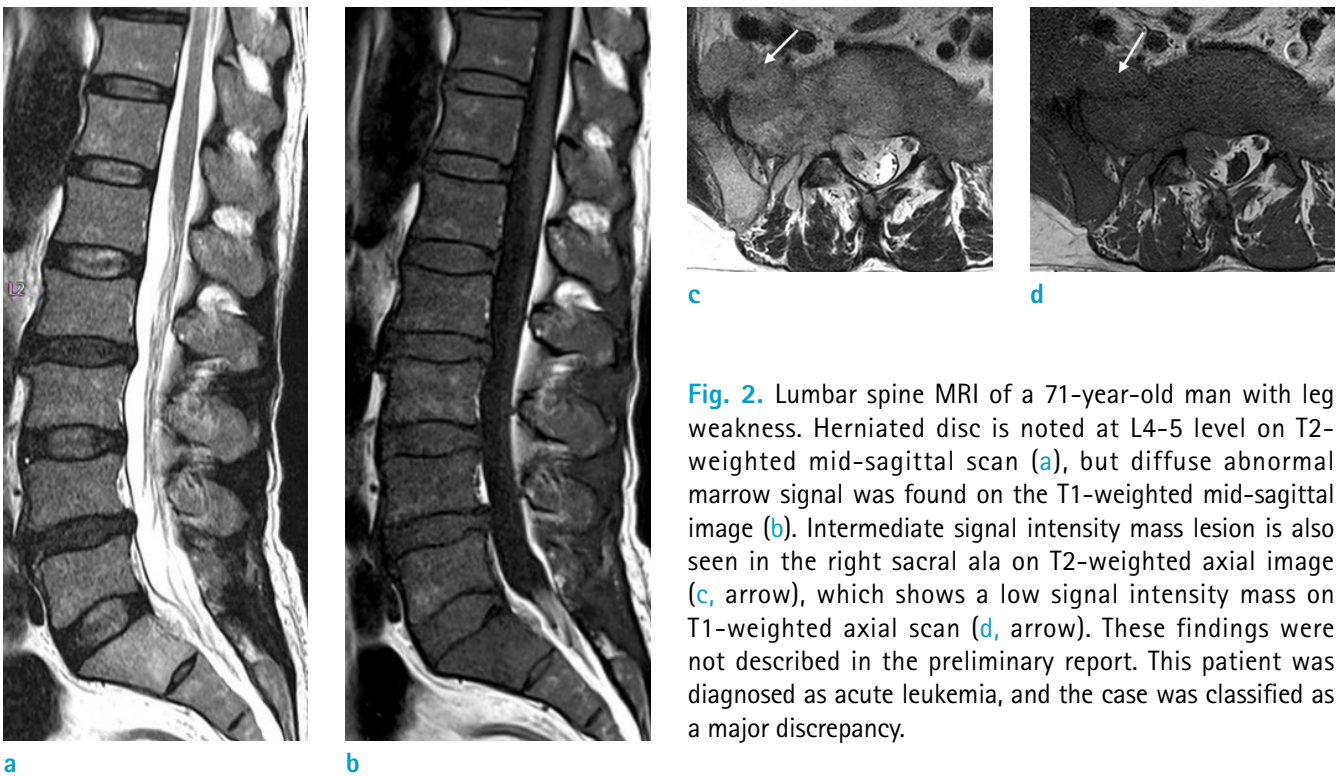 L2
a
b
c
d
Fig. 2. Lumbar spine MRI of a 71-year-old man with leg
weakness. Herniated disc is noted at L4-5 level on T2-
weighted mid-sagittal scan (a), but diffuse abnormal
marrow signal was found on the T1-weighted mid-sagittal
image (b). Intermediate signal intensity mass lesion is also
seen in the right sacral ala on T2-weighted axial image
(c, arrow), which shows a low signal intensity mass on
T1-weighted axial scan (d, arrow). These findings were
not described in the preliminary report. This patient was
diagnosed as acute leukemia, and the case was classified as
a major discrepancy.